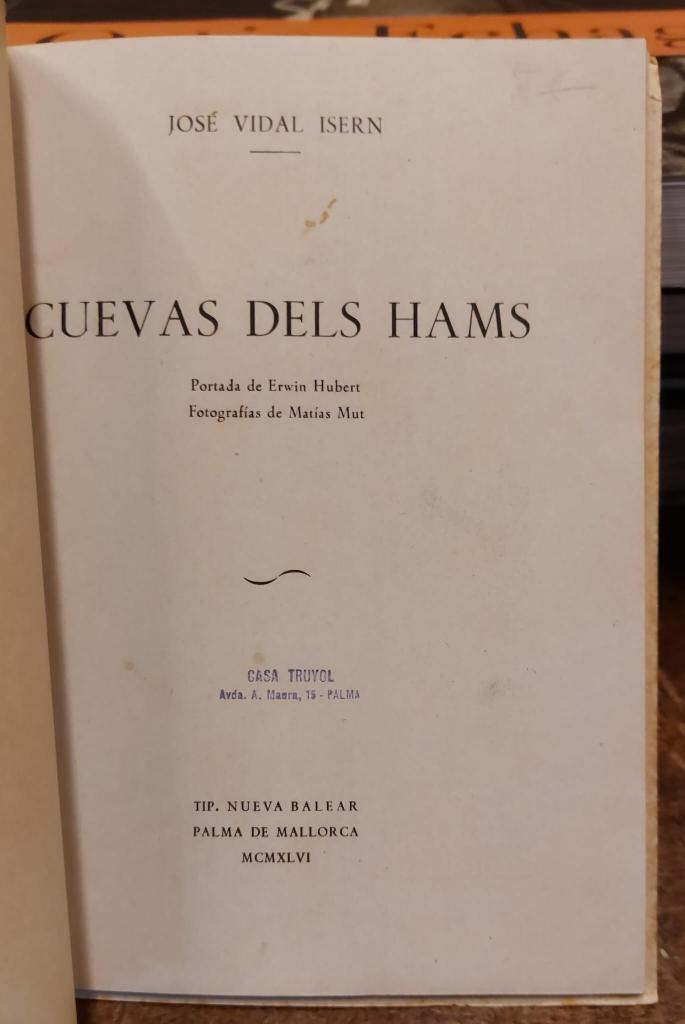 JOSÉ VIDAL ISERN
CUEVAS DELS HAMS
Portada de Erwin Hubert
Fotografías de Matías Mut
CASA TRUYOL
Avda. A. Maura, 15 - PALMA
TIP. NUEVA BALEAR
PALMA DE MALLORCA
MCMXLVI